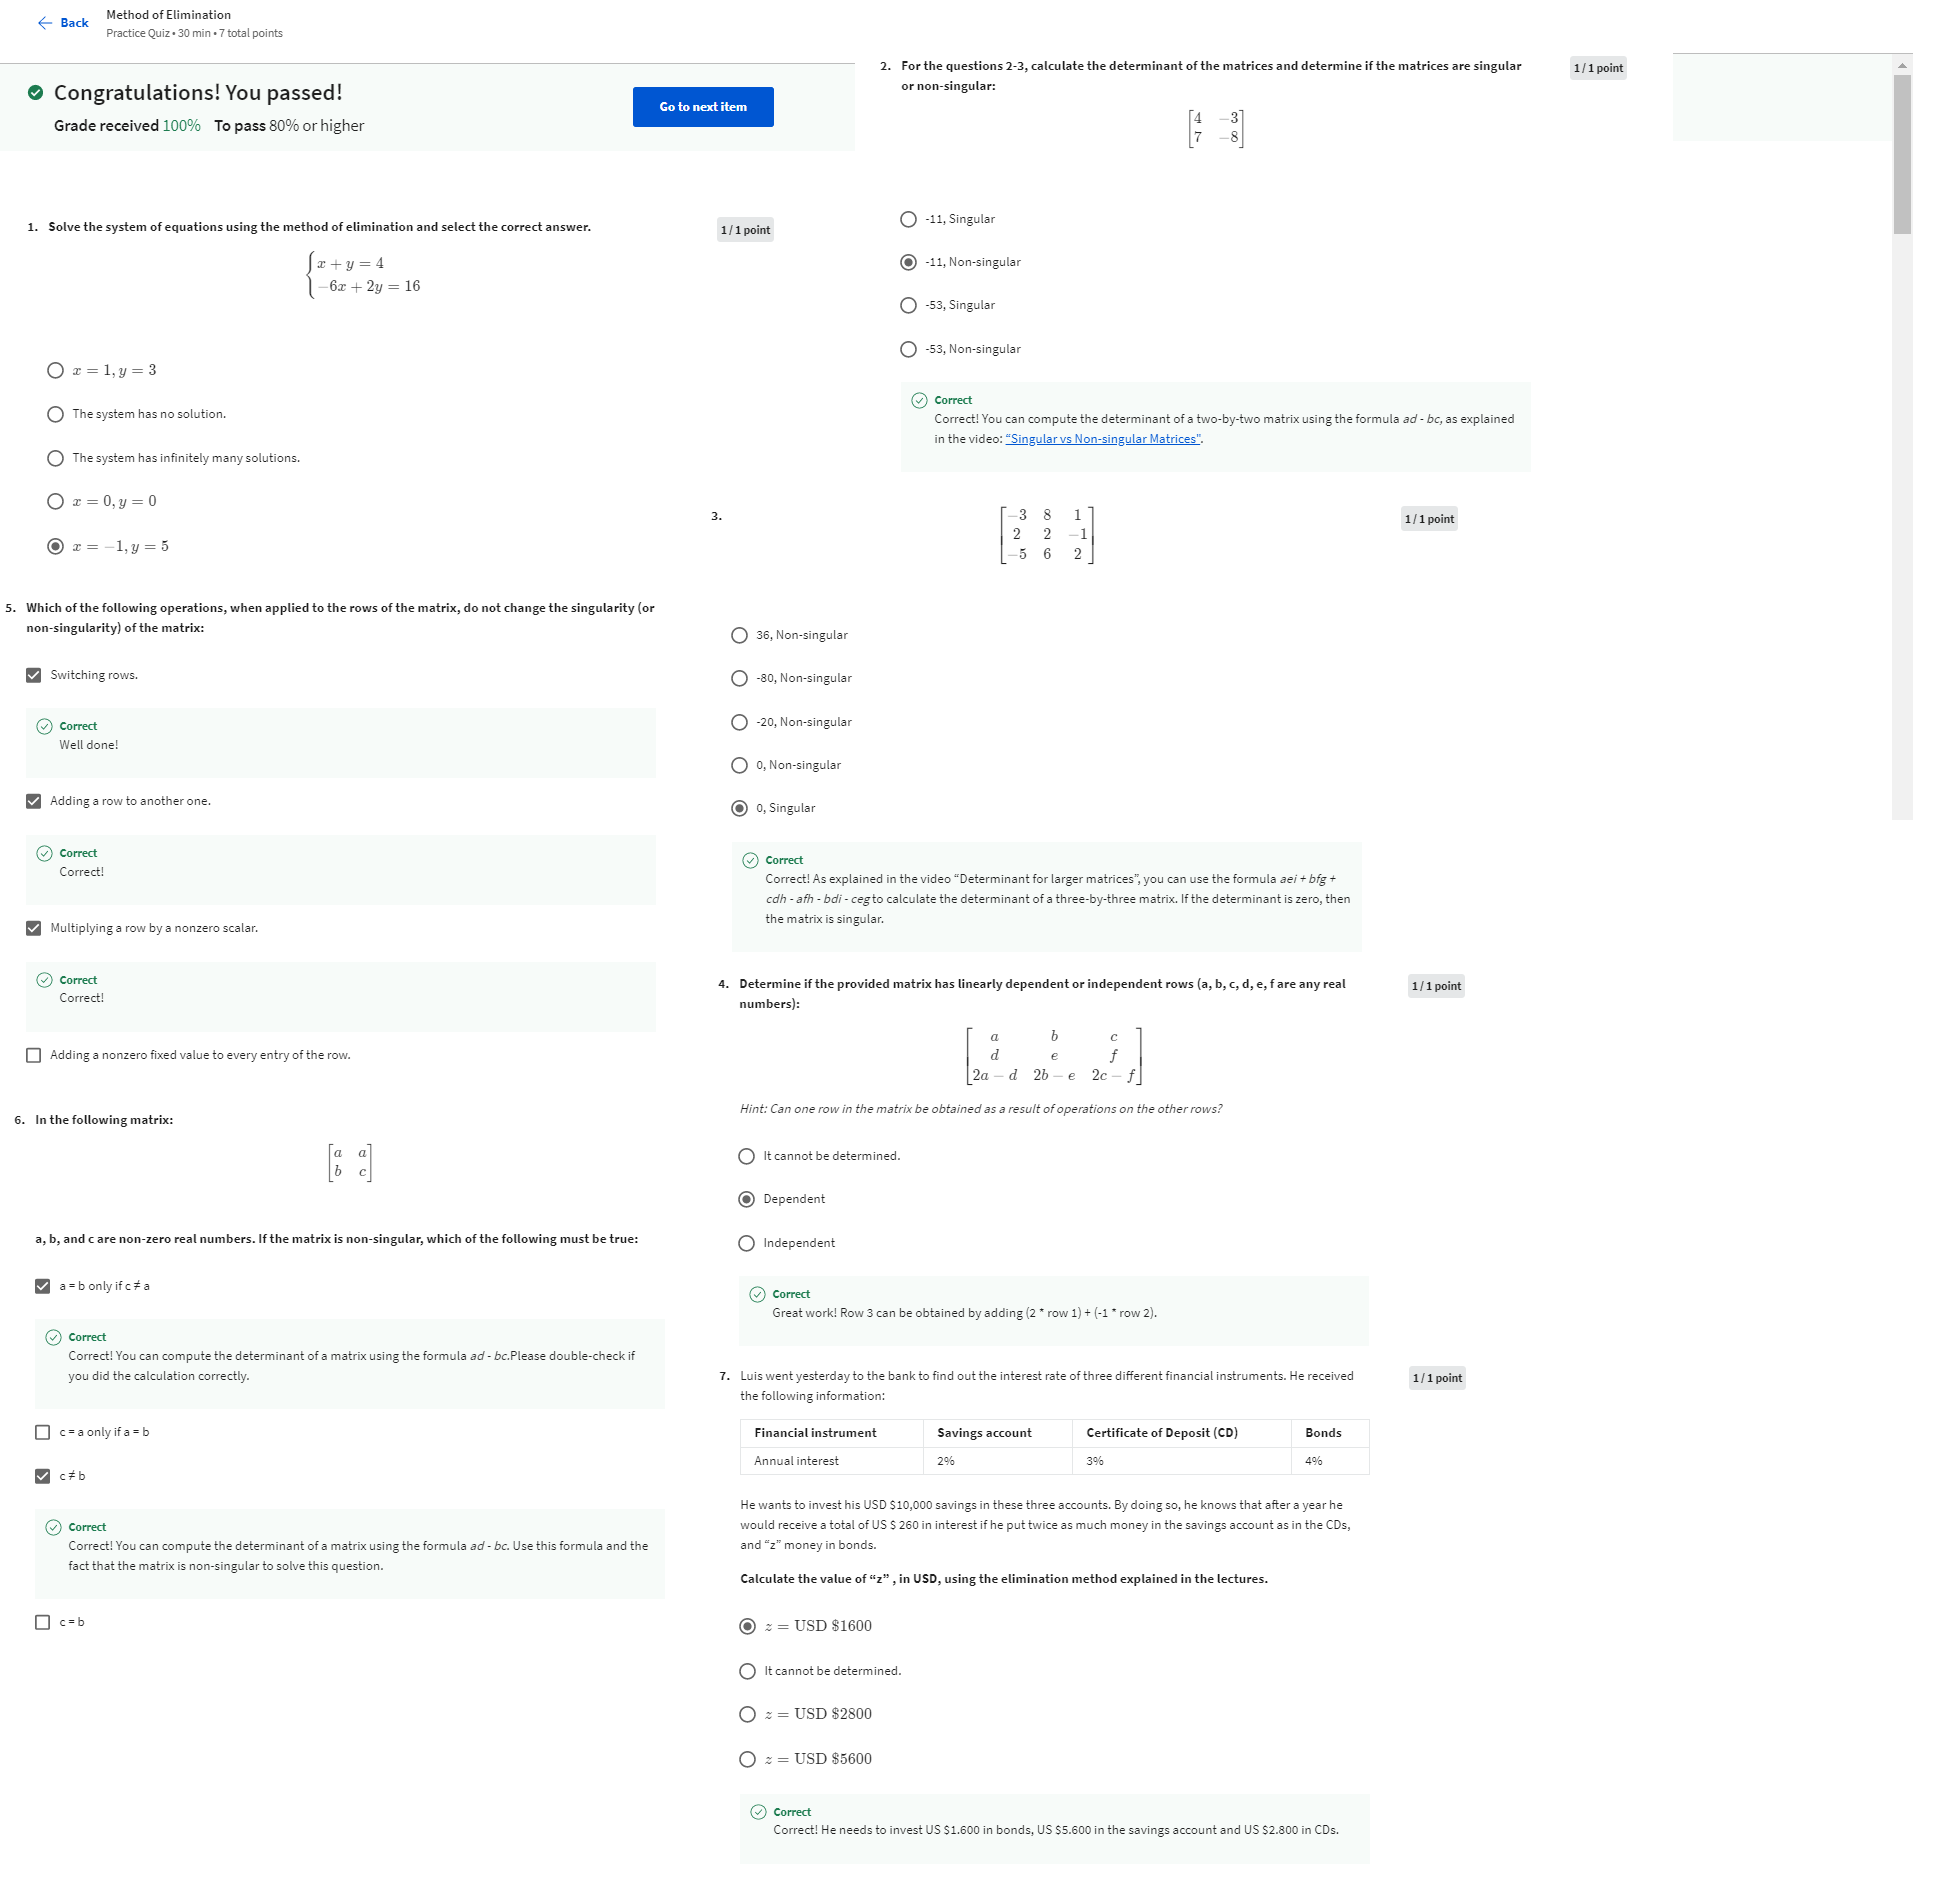 Back
Method of Elimination
Practice Quiz • 30 min • 7 total points
Congratulations! You passed!
Grade received 100% To pass 80% or higher
Go to next item
1. Solve the system of equations using the method of elimination and select the correct answer.
1 / 1 point
x + y = 4
−6x + 2y = 16
x = 1, y = 3
The system has no solution.
The system has infinitely many solutions.
x = 0, y = 0
x = −1, y = 5
2. For the questions 2-3, calculate the determinant of the matrices and determine if the matrices are singular
or non-singular:
1 / 1 point
4 −3
7 −8
-11, Singular
-11, Non-singular
-53, Singular
-53, Non-singular
Correct
Correct! You can compute the determinant of a two-by-two matrix using the formula ad - bc, as explained
in the video: “Singular vs Non-singular Matrices”.
3.
1 / 1 point
−3 8 1
2 2 −1
−5 6 2
36, Non-singular
-80, Non-singular
-20, Non-singular
0, Non-singular
0, Singular
Correct
Correct! As explained in the video “Determinant for larger matrices”, you can use the formula aei + bfg +
cdh - afh - bdi - ceg to calculate the determinant of a three-by-three matrix. If the determinant is zero, then
the matrix is singular.
4. Determine if the provided matrix has linearly dependent or independent rows (a, b, c, d, e, f are any real
numbers):
1 / 1 point
a b c
d e f
2a − d 2b − e 2c − f
Hint: Can one row in the matrix be obtained as a result of operations on the other rows?
It cannot be determined.
Dependent
Independent
Correct
Great work! Row 3 can be obtained by adding (2 * row 1) + (-1 * row 2).
5. Which of the following operations, when applied to the rows of the matrix, do not change the singularity (or
non-singularity) of the matrix:
Switching rows.
Correct
Well done!
Adding a row to another one.
Correct
Correct!
Multiplying a row by a nonzero scalar.
Correct
Correct!
Adding a nonzero fixed value to every entry of the row.
6. In the following matrix:
a a
b c
a, b, and c are non-zero real numbers. If the matrix is non-singular, which of the following must be true:
a = b only if c ≠ a
Correct
Correct! You can compute the determinant of a matrix using the formula ad - bc.Please double-check if
you did the calculation correctly.
c = a only if a = b
c ≠ b
Correct
Correct! You can compute the determinant of a matrix using the formula ad - bc. Use this formula and the
fact that the matrix is non-singular to solve this question.
c = b
7. Luis went yesterday to the bank to find out the interest rate of three different financial instruments. He received
the following information:
1 / 1 point
Financial instrument Savings account Certificate of Deposit (CD) Bonds
Annual interest 2% 3% 4%
He wants to invest his USD $10,000 savings in these three accounts. By doing so, he knows that after a year he
would receive a total of US $ 260 in interest if he put twice as much money in the savings account as in the CDs,
and “z” money in bonds.
Calculate the value of “z” , in USD, using the elimination method explained in the lectures.
z = USD $1600
It cannot be determined.
z = USD $2800
z = USD $5600
Correct
Correct! He needs to invest US $1.600 in bonds, US $5.600 in the savings account and US $2.800 in CDs.